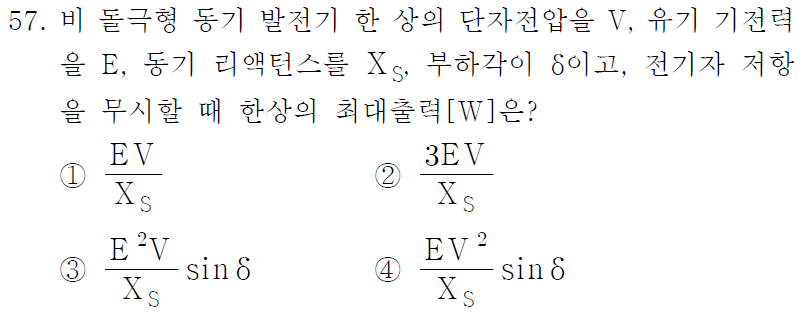 57. 비 돌극형 동기 발전기 한 상의 단자전압을 V, 유기 기전력
을 E, 동기 리액턴스를 X_S, 부하각이 δ이고, 전기자 저항
을 무시할 때 한상의 최대출력[W]은?
① EV/X_S ② 3EV/X_S
③ E²V/X_S sinδ ④ EV²/X_S sinδ